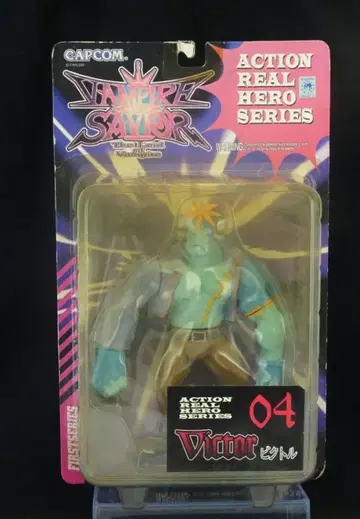 CAPCOM
VAMPIRE
SAVIOR
The Lord of Vampire
ACTION
REAL
HERO
SERIES
WARNING:
FIRST SERIES
ACTION
REAL
HERO
SERIES
04
Victor ビクトル